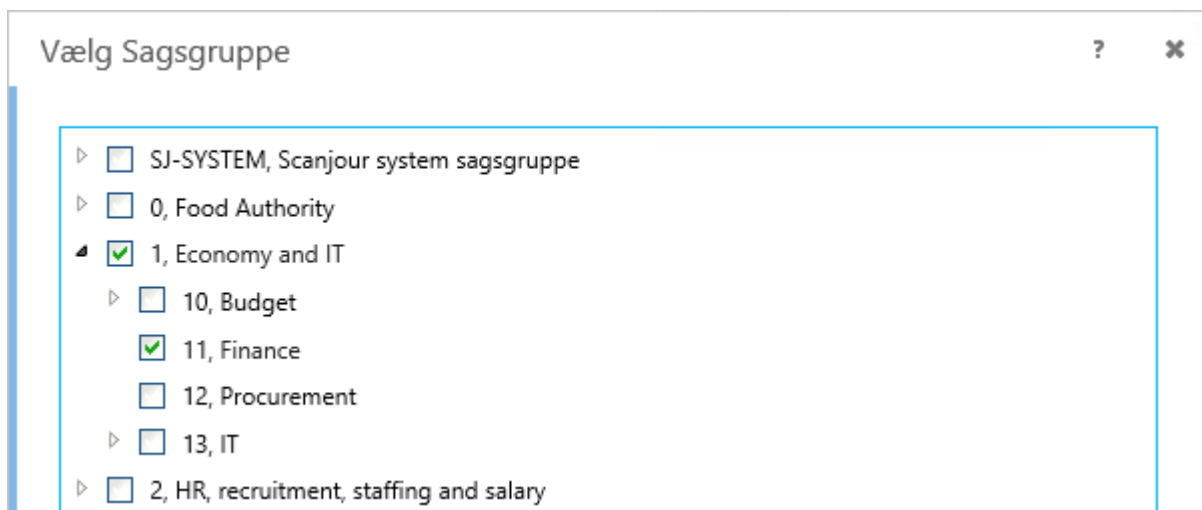 Vælg Sagsgruppe ?
SJ-SYSTEM, Scanjour system sagsgruppe
0, Food Authority
1, Economy and IT
10, Budget
11, Finance
12, Procurement
13, IT
2, HR, recruitment, staffing and salary